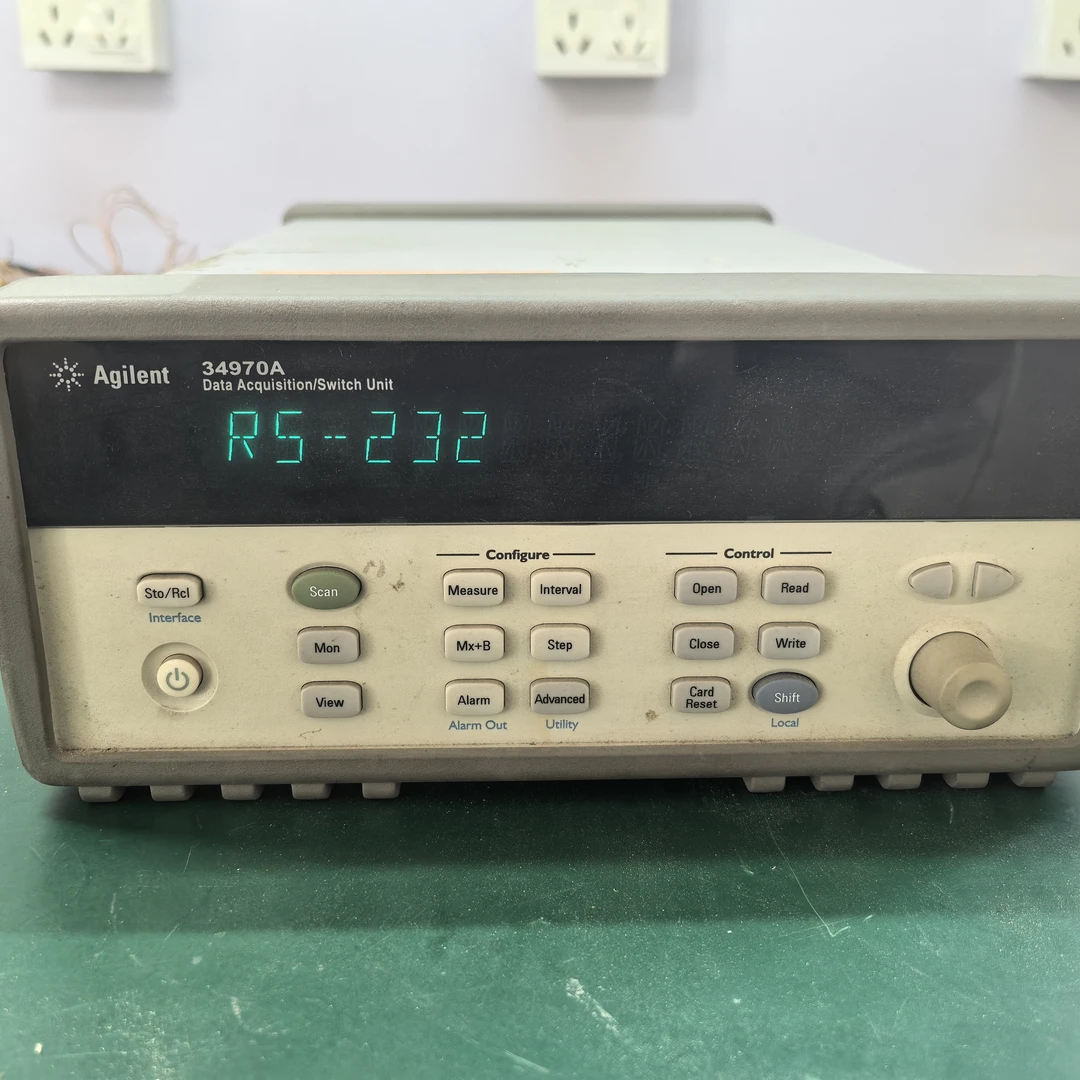 Agilent
34970A
Data Acquisition/Switch Unit
RS-232
Configure
Control
Sto/Rcl
Interface
Scan
Measure
Interval
Open
Read
Mon
Mx+B
Step
Close
Write
View
Alarm
Alarm Out
Advanced
Utility
Card
Reset
Shift
Local